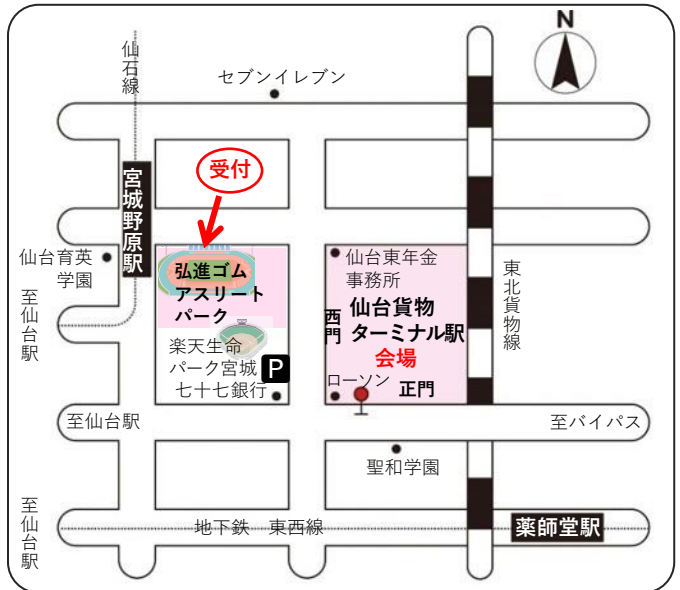 N
仙石線
セブンイレブン
受付
宮城野原駅
仙台育英
学園
至仙台駅
弘進ゴム
アスリート
パーク
仙台東年金
事務所
西門
仙台貨物
ターミナル駅
会場
東北貨物線
楽天生命
パーク宮城
P
七十七銀行
ローソン
正門
至仙台駅
至バイパス
聖和学園
至仙台駅
地下鉄 東西線
薬師堂駅